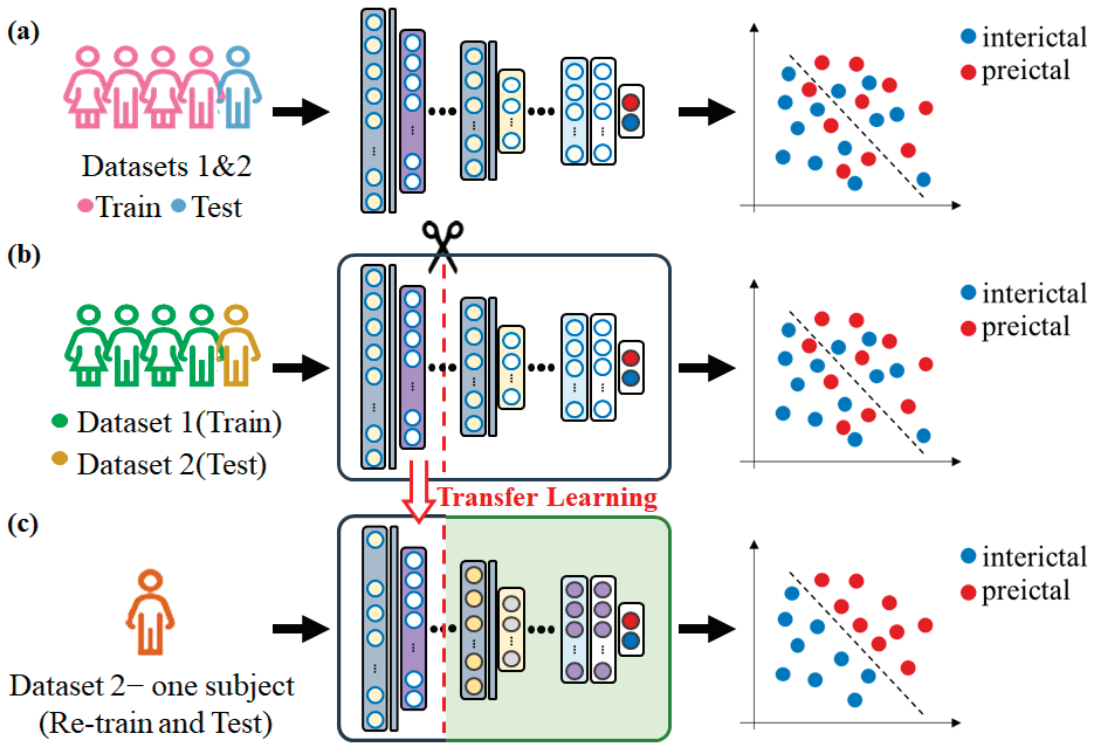 (a)
Datasets 1&2
Train Test
interictal
preictal
(b)
Dataset 1(Train)
Dataset 2(Test)
interictal
preictal
Transfer Learning
(c)
Dataset 2− one subject
(Re-train and Test)
interictal
preictal